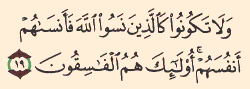 وَلَا تَكُونُوا۟ كَٱلَّذِينَ نَسُوا۟ ٱللَّهَ فَأَنسَىٰهُمْ
أَنفُسَهُمْ ۚ أُو۟لَـٰٓئِكَ هُمُ ٱلْفَـٰسِقُونَ ١٩